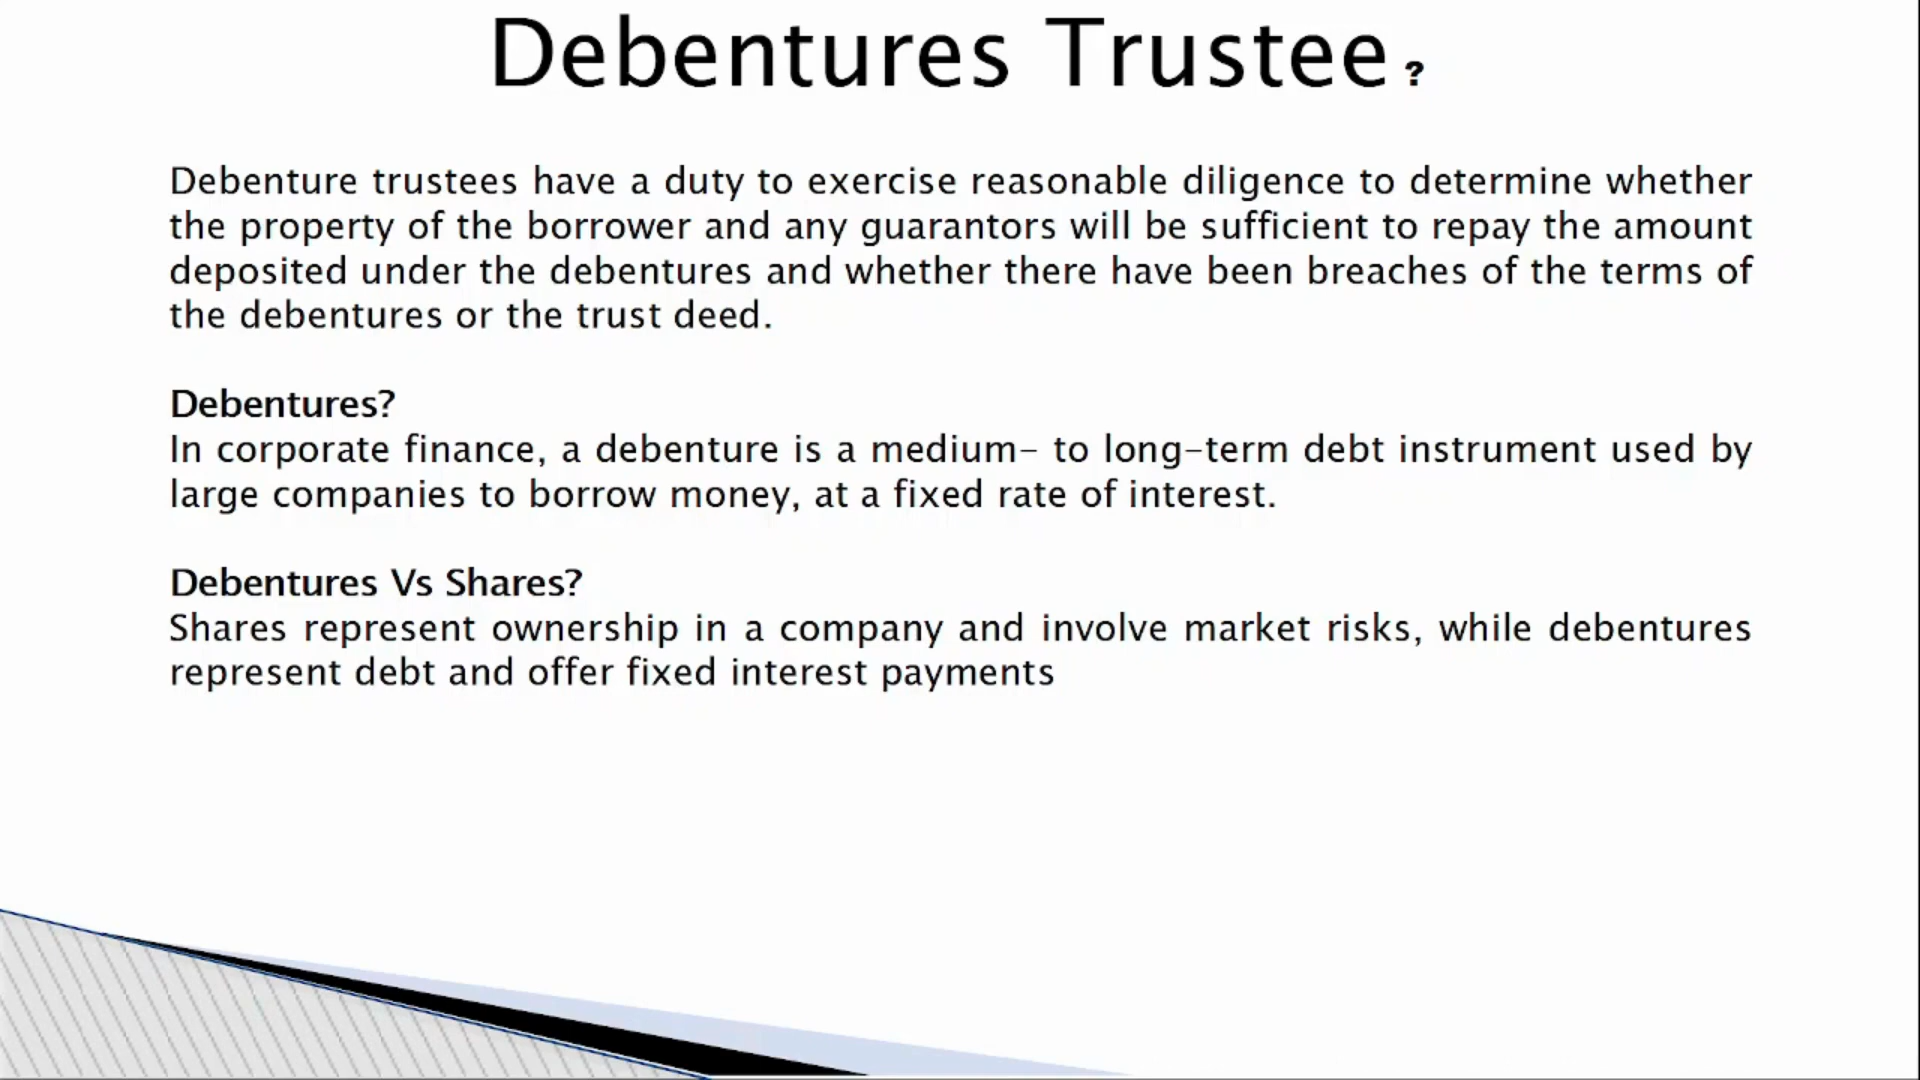 Debentures Trustee ?
Debenture trustees have a duty to exercise reasonable diligence to determine whether
the property of the borrower and any guarantors will be sufficient to repay the amount
deposited under the debentures and whether there have been breaches of the terms of
the debentures or the trust deed.
Debentures?
In corporate finance, a debenture is a medium- to long-term debt instrument used by
large companies to borrow money, at a fixed rate of interest.
Debentures Vs Shares?
Shares represent ownership in a company and involve market risks, while debentures
represent debt and offer fixed interest payments